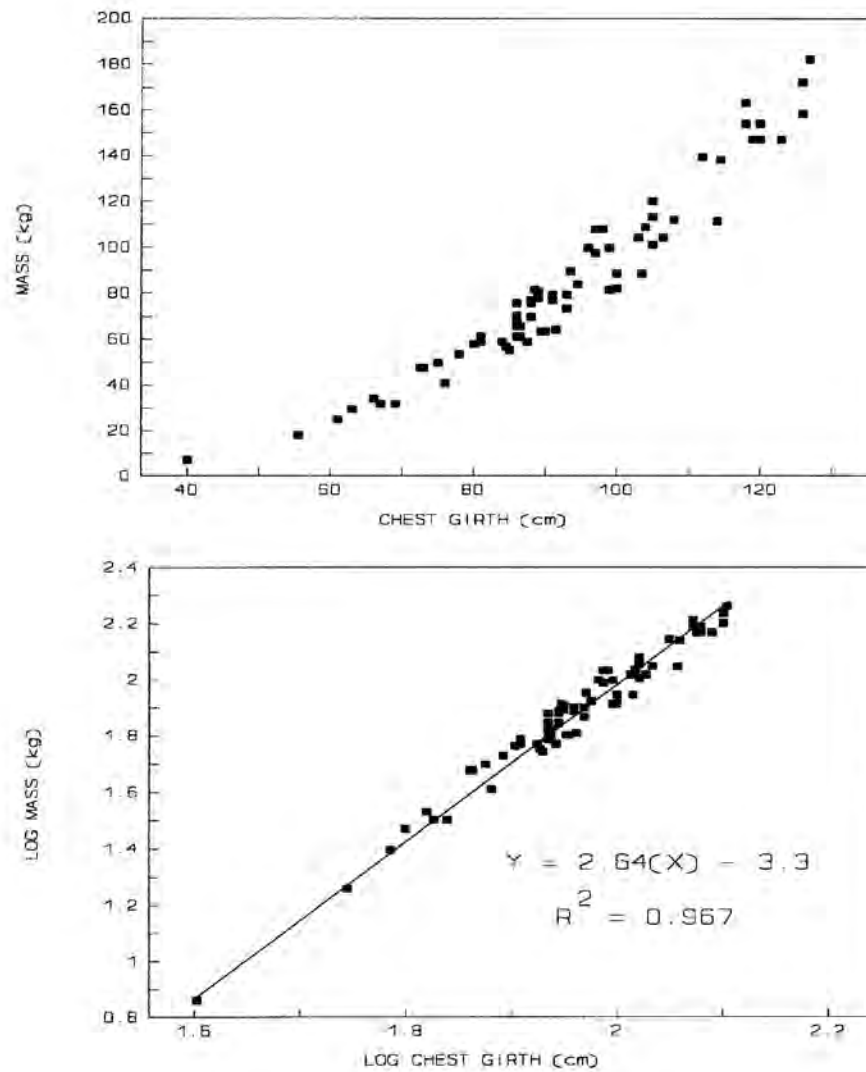 200
180
160
140
120
100
80
60
40
20
0
MASS (kg)
40 60 80 100 120
CHEST GIRTH (cm)
2.4
2.2
2
1.8
1.6
1.4
1.2
1
0.8
LOG MASS (kg)
Y = 2.64(X) - 3.3
R² = 0.967
1.6 1.8 2 2.2
LOG CHEST GIRTH (cm)